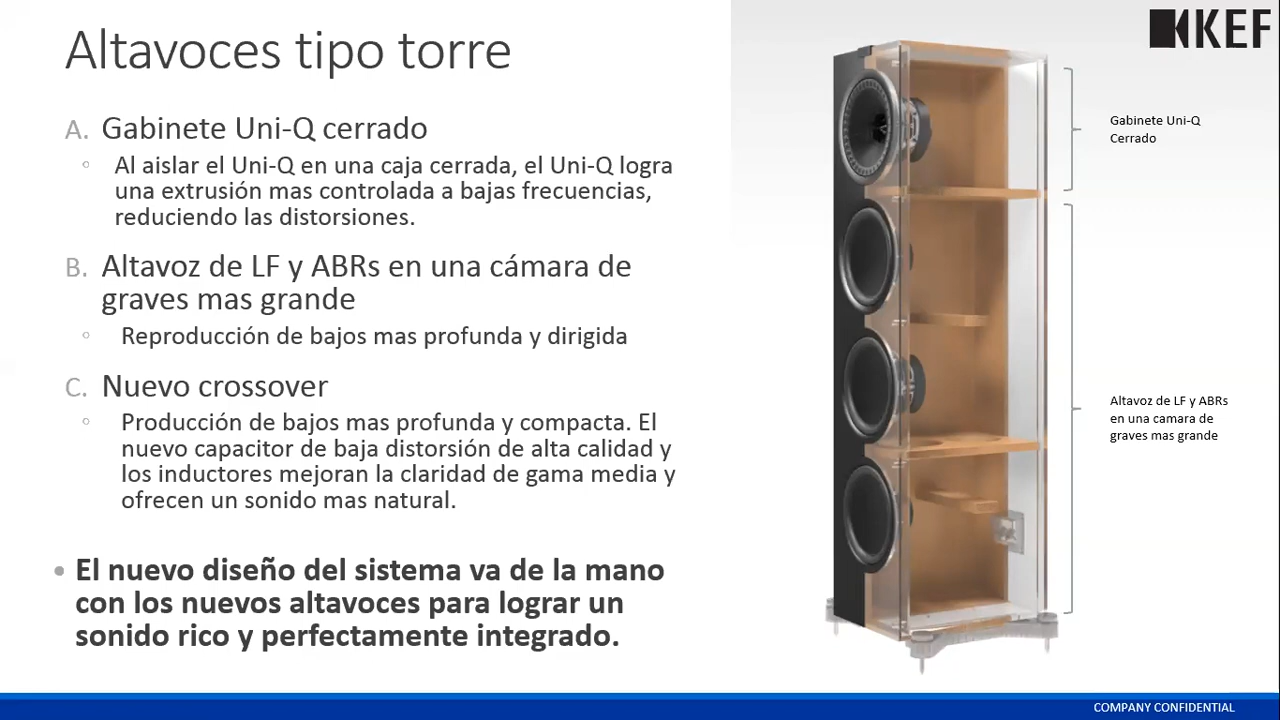 Altavoces tipo torre
A. Gabinete Uni-Q cerrado
◦ Al aislar el Uni-Q en una caja cerrada, el Uni-Q logra
una extrusión mas controlada a bajas frecuencias,
reduciendo las distorsiones.
B. Altavoz de LF y ABRs en una cámara de
graves mas grande
◦ Reproducción de bajos mas profunda y dirigida
C. Nuevo crossover
◦ Producción de bajos mas profunda y compacta. El
nuevo capacitor de baja distorsión de alta calidad y
los inductores mejoran la claridad de gama media y
ofrecen un sonido mas natural.
• El nuevo diseño del sistema va de la mano
con los nuevos altavoces para lograr un
sonido rico y perfectamente integrado.
KEF
Gabinete Uni-Q
Cerrado
Altavoz de LF y ABRs
en una camara de
graves mas grande
COMPANY CONFIDENTIAL